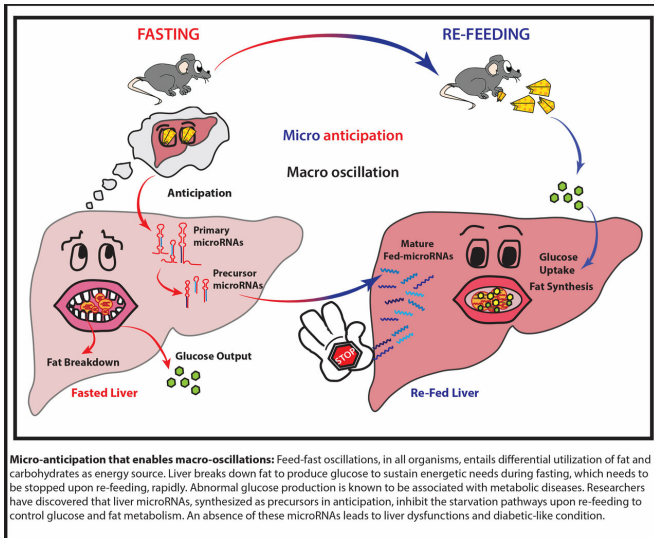 FASTING
RE-FEEDING
Micro anticipation
Macro oscillation
Anticipation
Primary
microRNAs
Precursor
microRNAs
Mature
Fed-microRNAs
Glucose
Uptake
Fat Synthesis
STOP
Fat Breakdown
Glucose Output
Fasted Liver
Re-Fed Liver
Micro-anticipation that enables macro-oscillations: Feed-fast oscillations, in all organisms, entails differential utilization of fat and
carbohydrates as energy source. Liver breaks down fat to produce glucose to sustain energetic needs during fasting, which needs to
be stopped upon re-feeding, rapidly. Abnormal glucose production is known to be associated with metabolic diseases. Researchers
have discovered that liver microRNAs, synthesized as precursors in anticipation, inhibit the starvation pathways upon re-feeding to
control glucose and fat metabolism. An absence of these microRNAs leads to liver dysfunctions and diabetic-like condition.